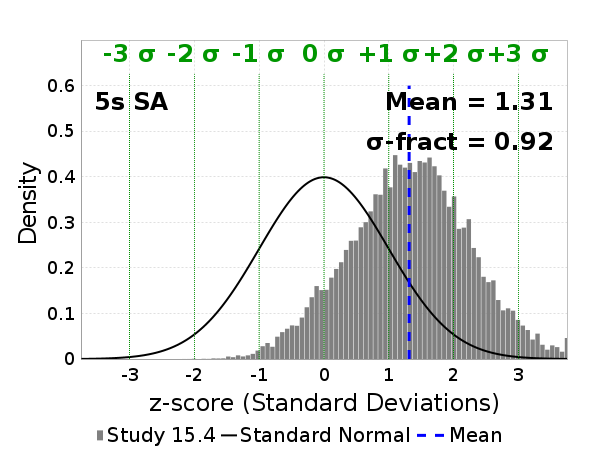 -3 σ -2 σ -1 σ 0 σ +1 σ +2 σ +3 σ
5s SA
Mean = 1.31
σ-fract = 0.92
0.6
0.5
0.4
0.3
0.2
0.1
0
Density
-3 -2 -1 0 1 2 3
z-score (Standard Deviations)
Study 15.4 Standard Normal Mean